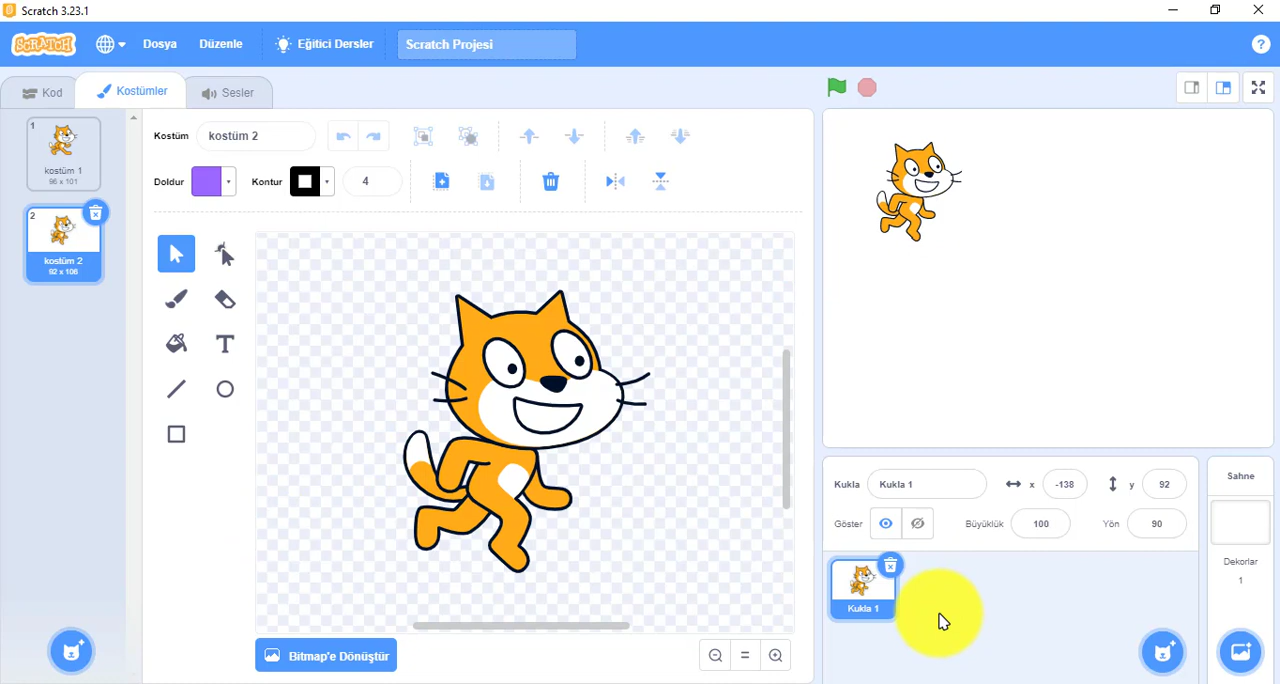 Scratch 3.23.1
SCRATCH
Dosya
Düzenle
Eğitici Dersler
Scratch Projesi
?
Kod
Kostümler
Sesler
1
kostüm 1
96 x 101
2
kostüm 2
92 x 106
Kostüm
kostüm 2
Doldur
Kontur
4
T
Bitmap'e Dönüştür
Kukla
Kukla 1
x
-138
y
92
Göster
Büyüklük
100
Yön
90
Kukla 1
Sahne
Dekorlar
1